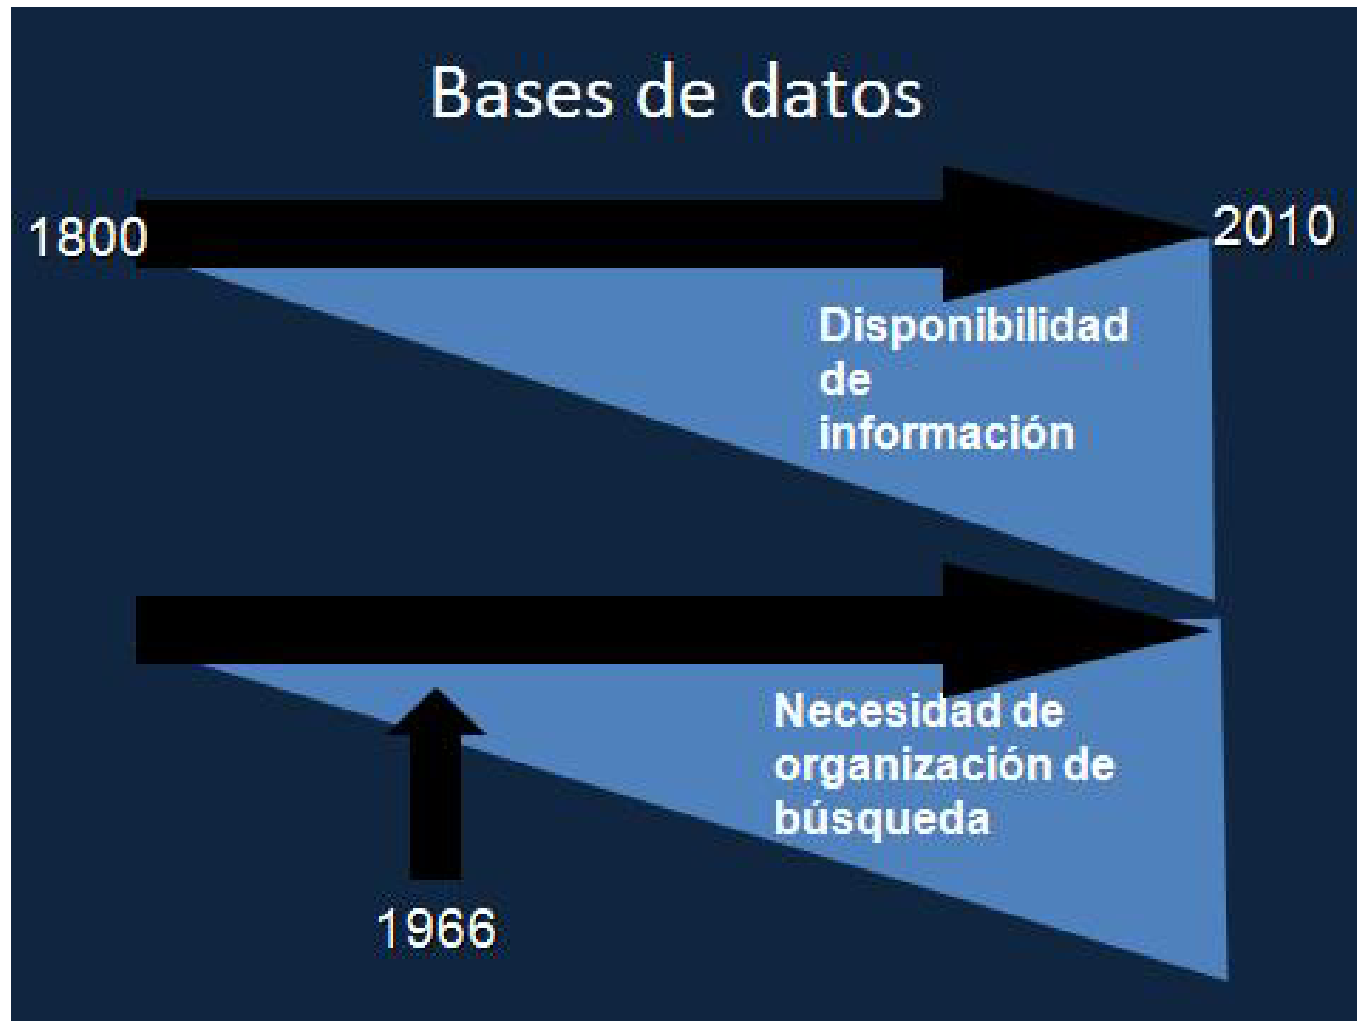 Bases de datos
1800
2010
Disponibilidad
de
información
Necesidad de
organización de
búsqueda
1966